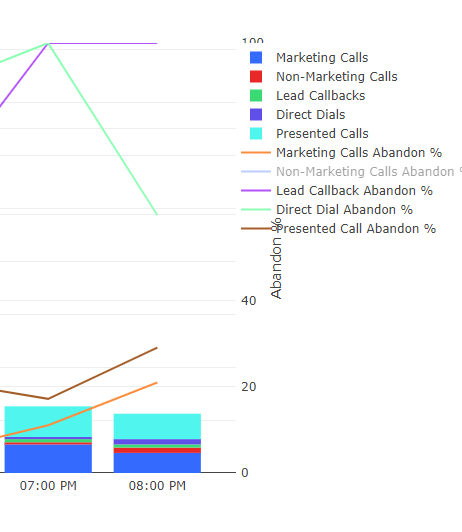 100
Marketing Calls
Non-Marketing Calls
Lead Callbacks
Direct Dials
Presented Calls
Marketing Calls Abandon %
Non-Marketing Calls Abandon %
Lead Callback Abandon %
Direct Dial Abandon %
Presented Call Abandon %
Abandon %
40
20
0
07:00 PM
08:00 PM